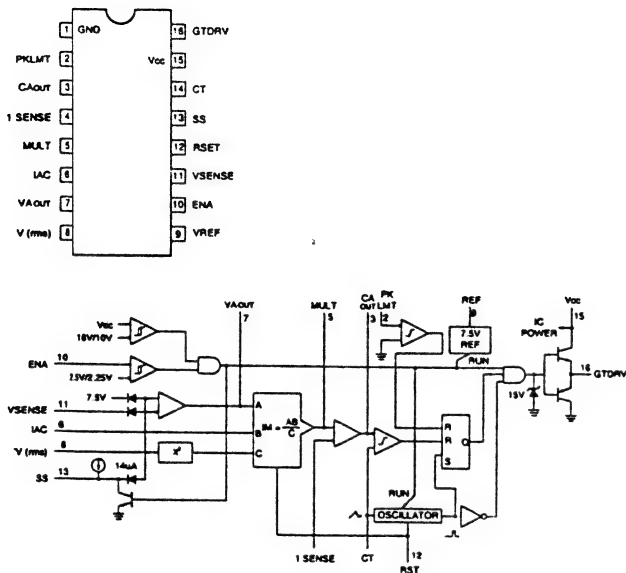 1 GND 16 GTDRV
PKLMT 2 Vcc 15
CAOUT 3 14 CT
1 SENSE 4 13 SS
MULT 5 12 RSET
IAC 6 11 VSENSE
VAOUT 7 10 ENA
V (rms) 8 9 VREF
VAOUT
7
MULT
5
CA
OUT
3
PK
LMT
2
REF
9
7.5V
REF
RUN
IC
POWER
Vcc
15
Vcc
16V/10V
ENA 10
2.5V/2.25V
7.5V
VSENSE 11
IAC 6
V (rms) 8
X²
SS 13
14uA
A
B
C
IM = AB/C
R
R
S
Q
15V
16 GTDRV
RUN
OSCILLATOR
1 SENSE
CT
12
RST